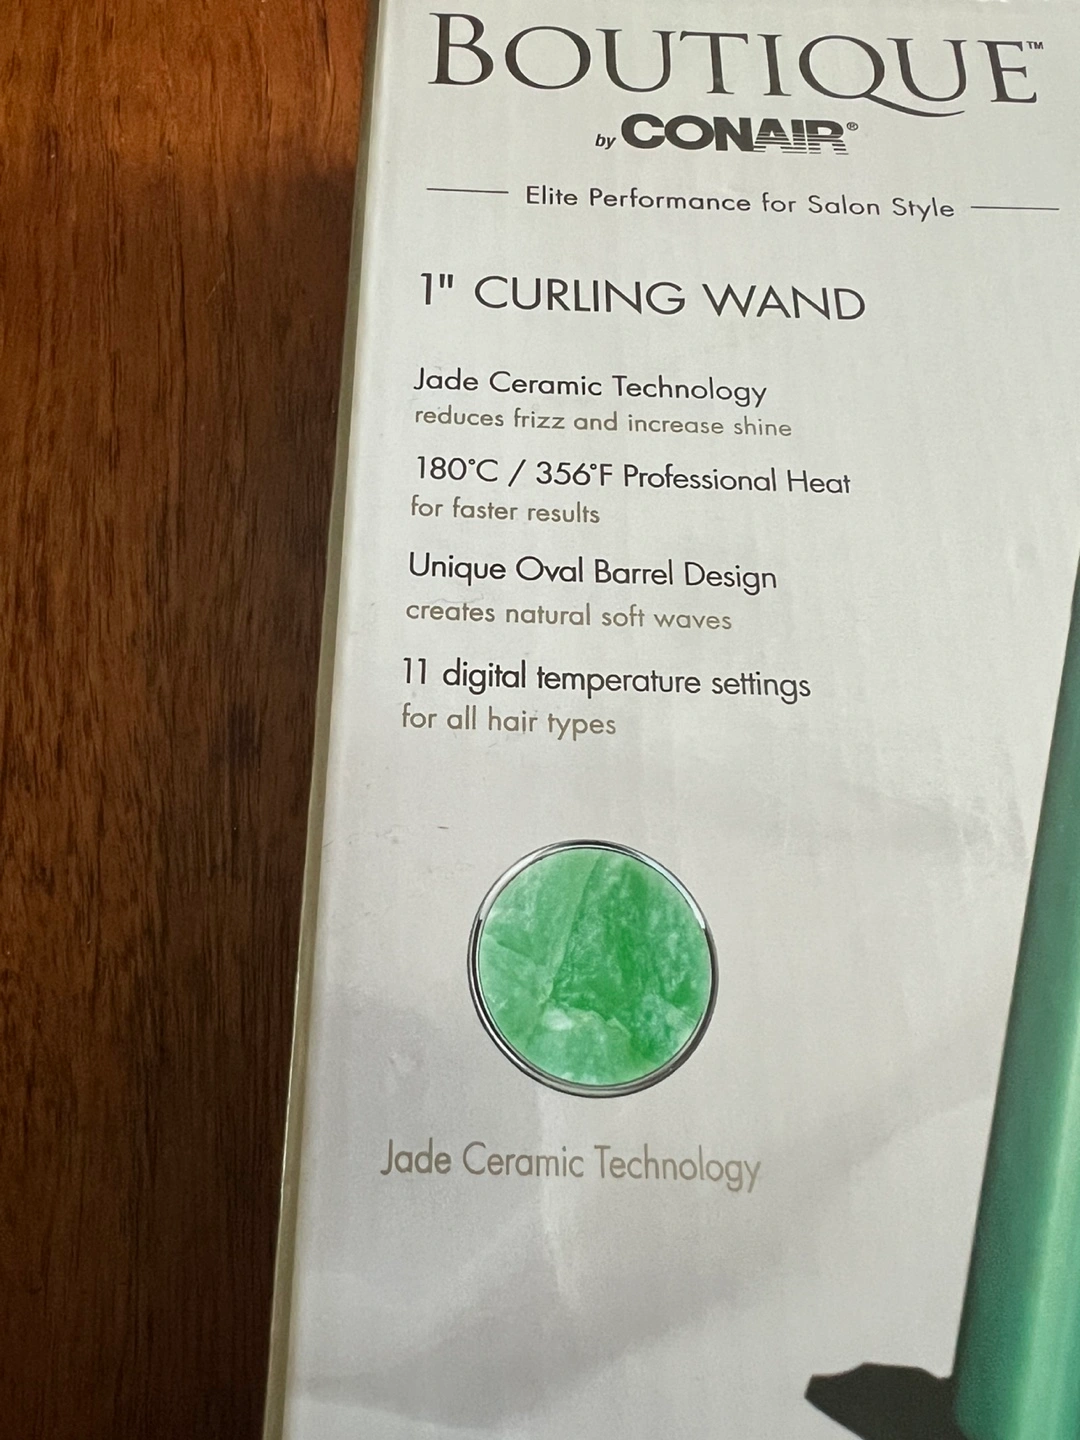 BOUTIQUE™
by CONAIR®
Elite Performance for Salon Style
1" CURLING WAND
Jade Ceramic Technology
reduces frizz and increase shine
180°C / 356°F Professional Heat
for faster results
Unique Oval Barrel Design
creates natural soft waves
11 digital temperature settings
for all hair types
Jade Ceramic Technology